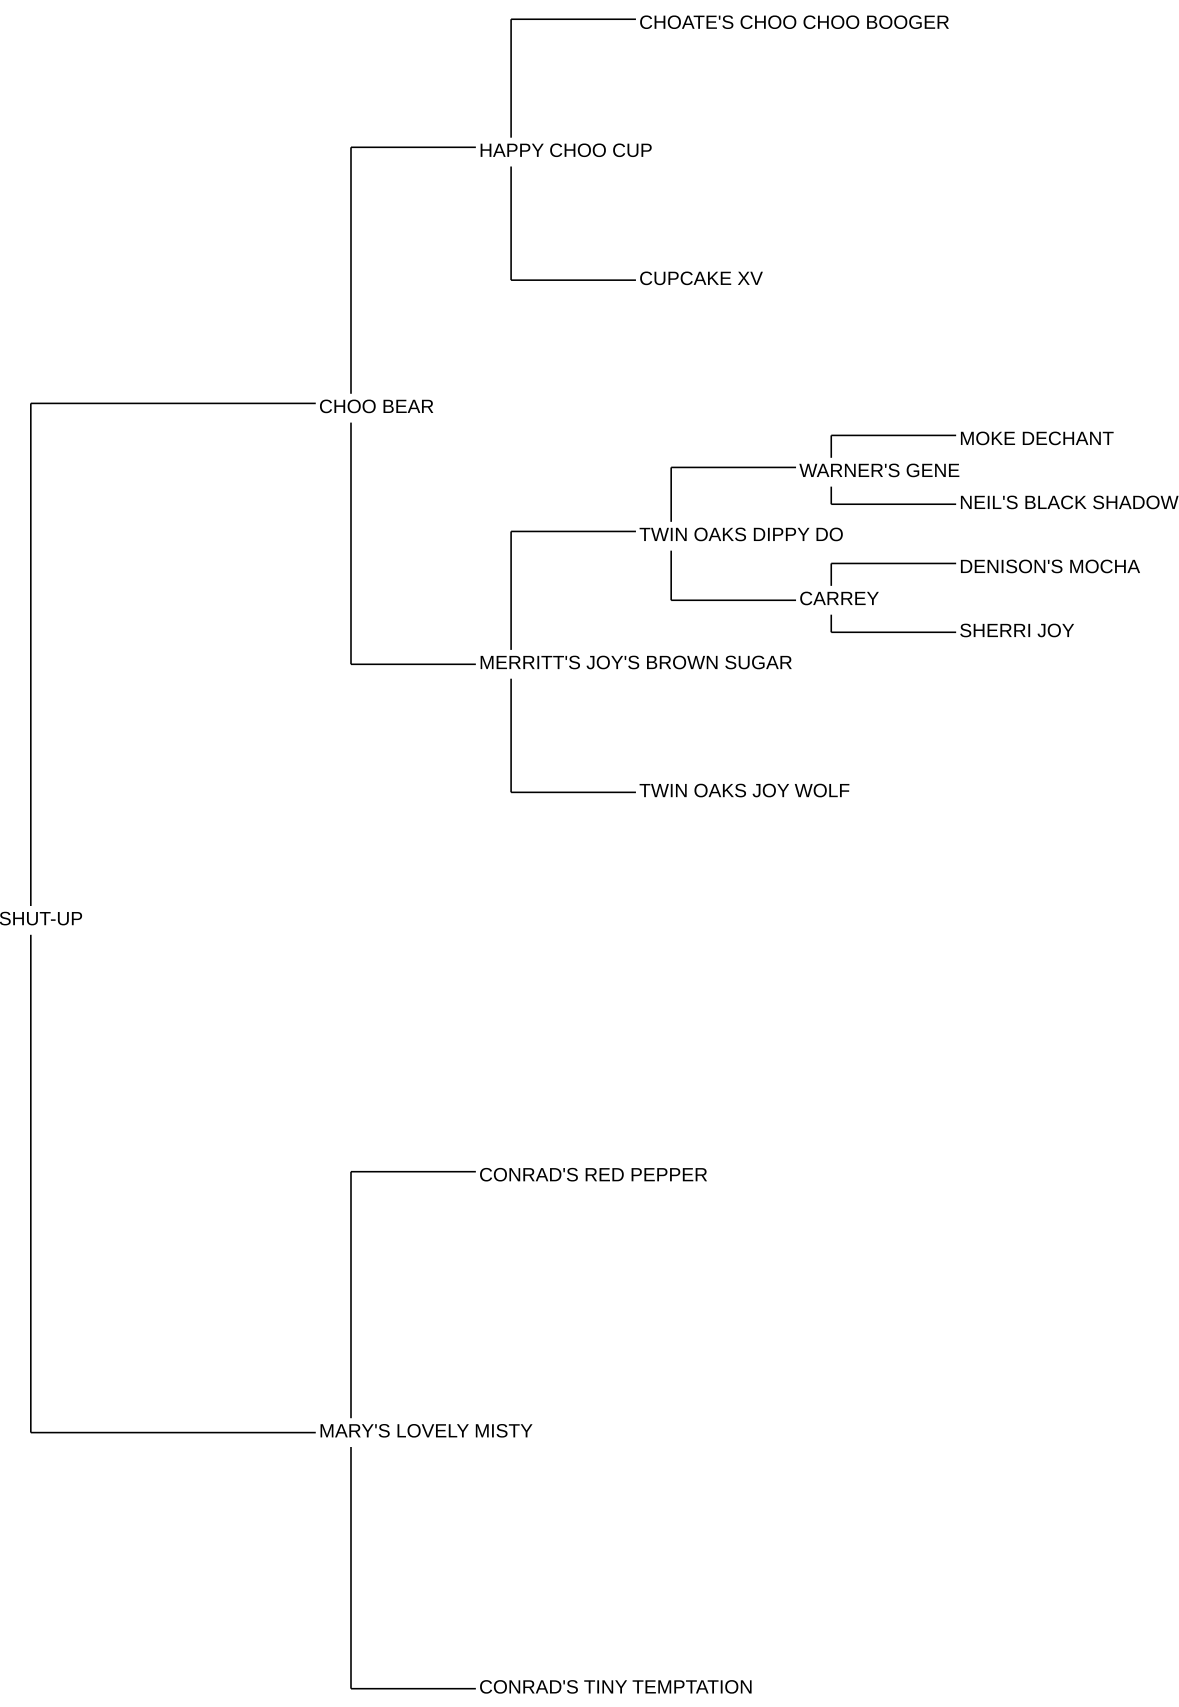 CHOATE'S CHOO CHOO BOOGER
HAPPY CHOO CUP
CUPCAKE XV
CHOO BEAR
MOKE DECHANT
WARNER'S GENE
NEIL'S BLACK SHADOW
TWIN OAKS DIPPY DO
DENISON'S MOCHA
CARREY
SHERRI JOY
MERRITT'S JOY'S BROWN SUGAR
TWIN OAKS JOY WOLF
SHUT-UP
CONRAD'S RED PEPPER
MARY'S LOVELY MISTY
CONRAD'S TINY TEMPTATION